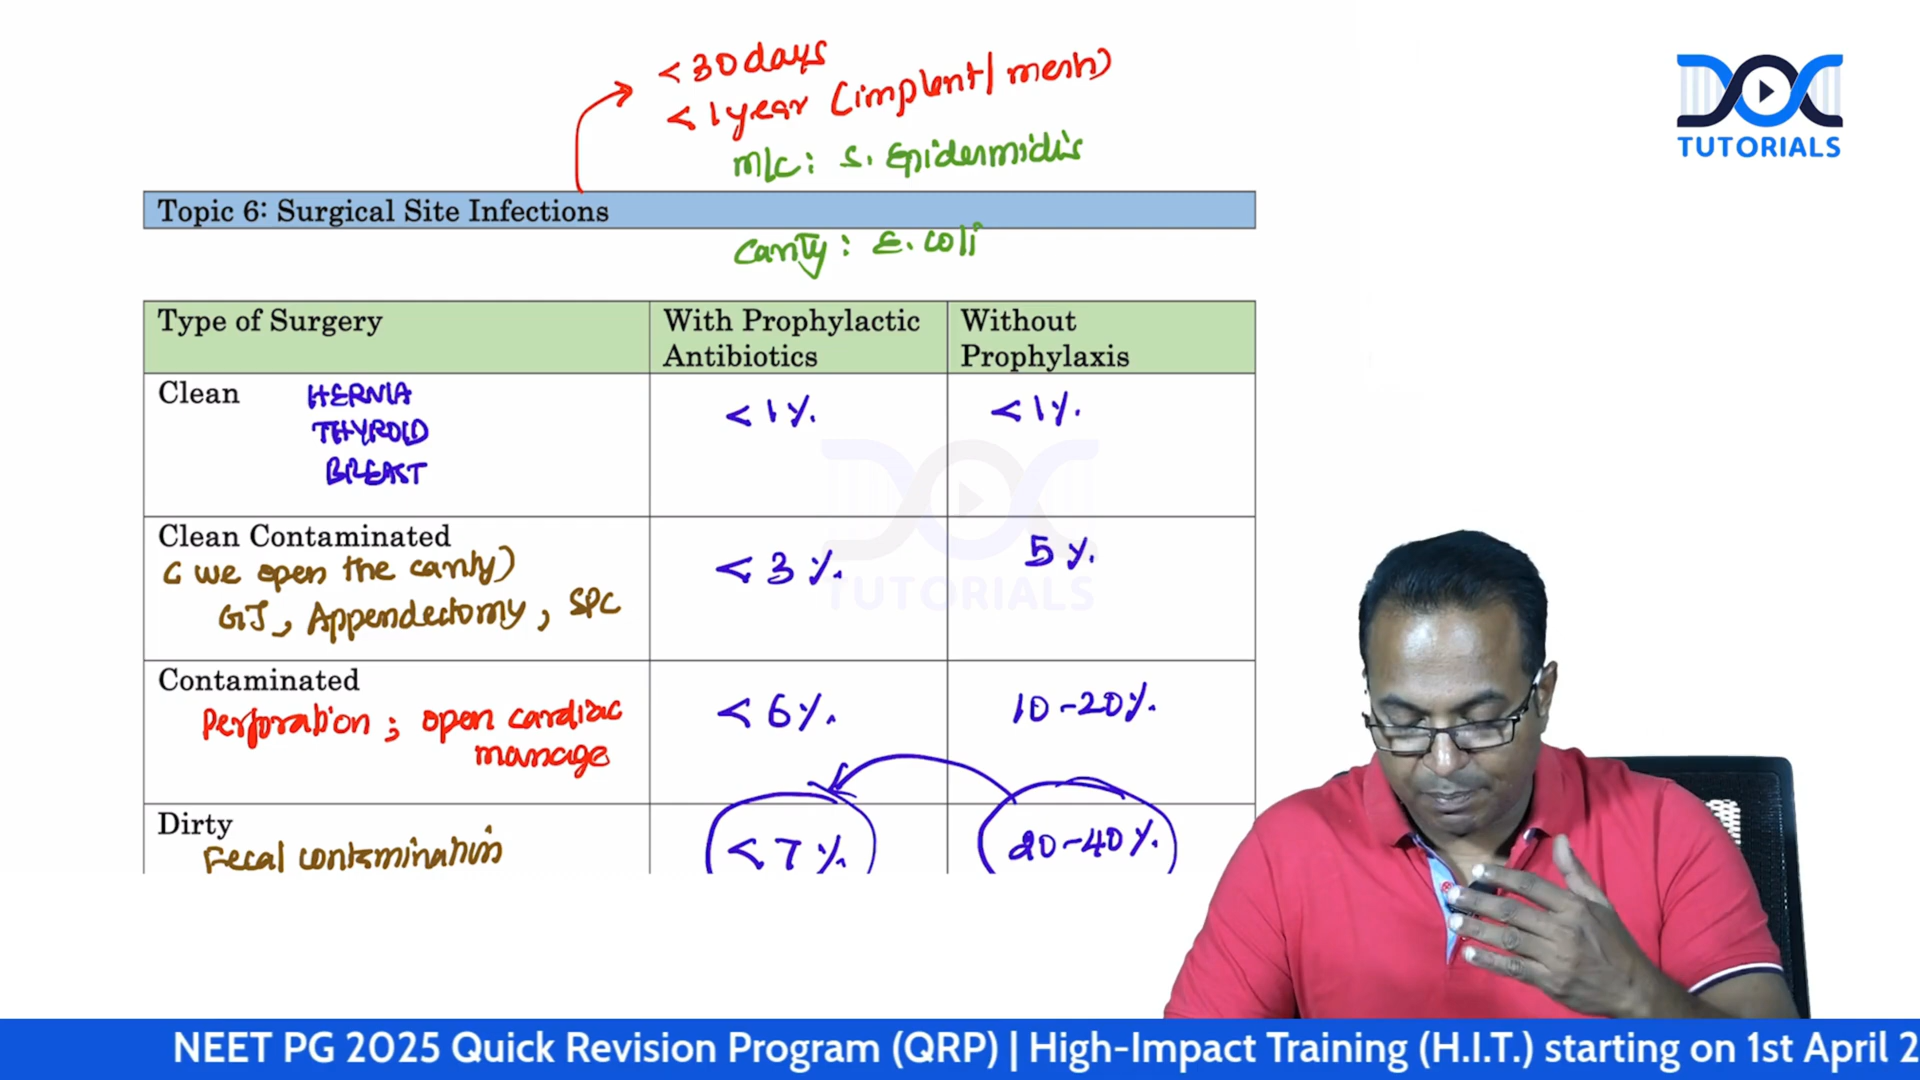 < 30 days
< 1 year (implant / mesh)
M/C: S. Epidermidis
DOC
TUTORIALS
Topic 6: Surgical Site Infections
Cavity: E. coli
Type of Surgery
With Prophylactic Antibiotics
Without Prophylaxis
Clean
HERNIA
THYROID
BREAST
< 1%.
< 1%.
Clean Contaminated
(we open the cavity)
GJ, Appendectomy, SPC
< 3%.
5%.
DOC
TUTORIALS
Contaminated
Perforation; open cardiac
massage
< 6%.
10-20%.
Dirty
Fecal contamination
< 7%.
20-40%.
NEET PG 2025 Quick Revision Program (QRP) | High-Impact Training (H.I.T.) starting on 1st April 2